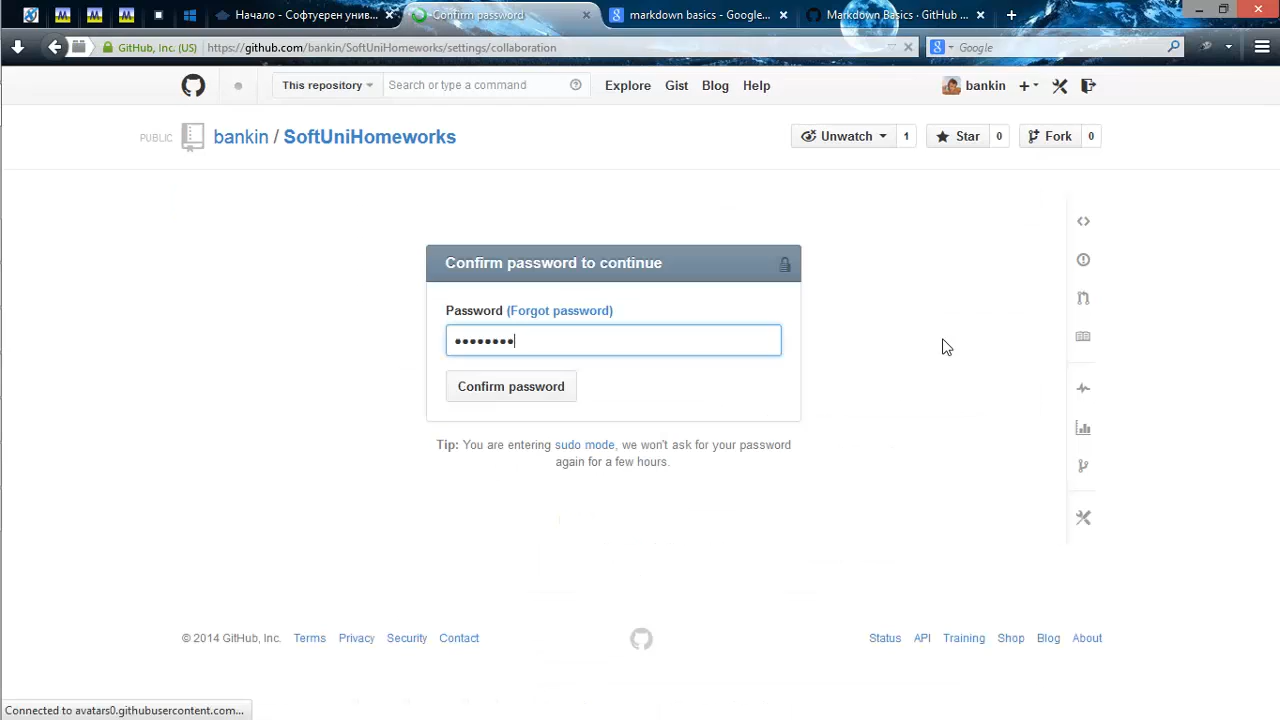 Начало - Софтуерен унив...
Confirm password
markdown basics - Google...
Markdown Basics · GitHub ...
GitHub, Inc. (US)
https://github.com/bankin/SoftUniHomeworks/settings/collaboration
Google
This repository
Search or type a command
Explore
Gist
Blog
Help
bankin
PUBLIC
bankin / SoftUniHomeworks
Unwatch
1
Star
0
Fork
0
Confirm password to continue
Password (Forgot password)
Confirm password
Tip: You are entering sudo mode, we won't ask for your password
again for a few hours.
© 2014 GitHub, Inc.
Terms
Privacy
Security
Contact
Status
API
Training
Shop
Blog
About
Connected to avatars0.githubusercontent.com...